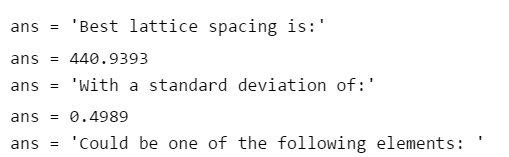 ans = 'Best lattice spacing is:'
ans = 440.9393
ans = 'With a standard deviation of:'
ans = 0.4989
ans = 'Could be one of the following elements: '